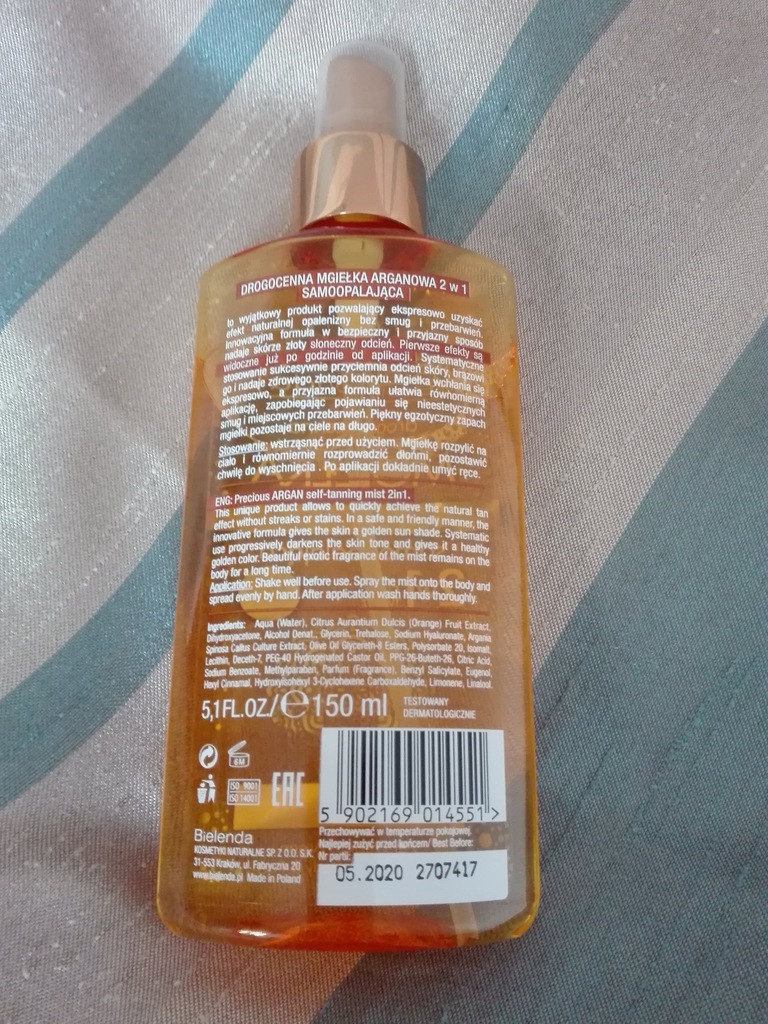 DROGOCENNA MGIEŁKA ARGANOWA 2 w 1
SAMOOPALAJĄCA
to wyjątkowy produkt pozwalający ekspresowo uzyskać
efekt naturalnej opalenizny bez smug i przebarwień.
Innowacyjna formuła w bezpieczny i przyjazny sposób
nadaje skórze złoty słoneczny odcień. Pierwsze efekty są
widoczne już po godzinie od aplikacji. Systematyczne
stosowanie sukcesywnie przyciemnia odcień skóry, brązowi
go i nadaje zdrowego złotego kolorytu. Mgiełka wchłania się
ekspresowo, a przyjazna formuła ułatwia równomierną
aplikację, zapobiegając pojawianiu się nieestetycznych
smug i miejscowych przebarwień. Piękny egzotyczny zapach
mgiełki pozostaje na ciele na długo.
Stosowanie: wstrząsnąć przed użyciem. Mgiełkę rozpylić na
ciało i równomiernie rozprowadzić dłońmi, pozostawić
chwilę do wyschnięcia . Po aplikacji dokładnie umyć ręce.
ENG: Precious ARGAN self-tanning mist 2in1.
This unique product allows to quickly achieve the natural tan
effect without streaks or stains. In a safe and friendly manner, the
innovative formula gives the skin a golden sun shade. Systematic
use progressively darkens the skin tone and gives it a healthy
golden color. Beautiful exotic fragrance of the mist remains on the
body for a long time.
Application: Shake well before use. Spray the mist onto the body and
spread evenly by hand. After application wash hands thoroughly.
Ingredients: Aqua (Water), Citrus Aurantium Dulcis (Orange) Fruit Extract,
Dihydroxyacetone, Alcohol Denat., Glycerin, Trehalose, Sodium Hyaluronate, Argania
Spinosa Callus Culture Extract, Olive Oil Glycereth-8 Esters, Polysorbate 20, Isomalt,
Lecithin, Deceth-7, PEG-40 Hydrogenated Castor Oil, PPG-26-Buteth-26, Citric Acid,
Sodium Benzoate, Methylparaben, Parfum (Fragrance), Benzyl Salicylate, Eugenol,
Hexyl Cinnamal, Hydroxyisohexyl 3-Cyclohexene Carboxaldehyde, Limonene, Linalool.
5,1FL.OZ./ ℮ 150 ml TESTOWANY
DERMATOLOGICZNIE
6M
ISO 9001
ISO 14001
EAC
5 902169 014551 >
Bielenda
KOSMETYKI NATURALNE SP. Z O.O. S.K.
31-553 Kraków, ul. Fabryczna 20
www.bielenda.pl Made in Poland
Przechowywać w temperaturze pokojowej.
Najlepiej zużyć przed końcem/ Best Before:
Nr partii:
05.2020 2707417